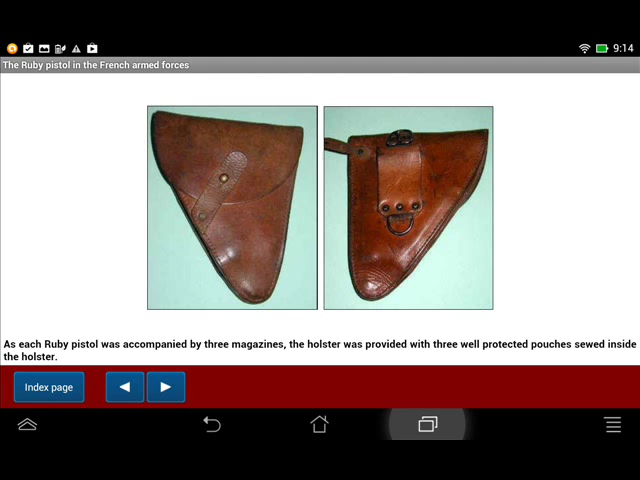 9:14
The Ruby pistol in the French armed forces
As each Ruby pistol was accompanied by three magazines, the holster was provided with three well protected pouches sewed inside
the holster.
Index page